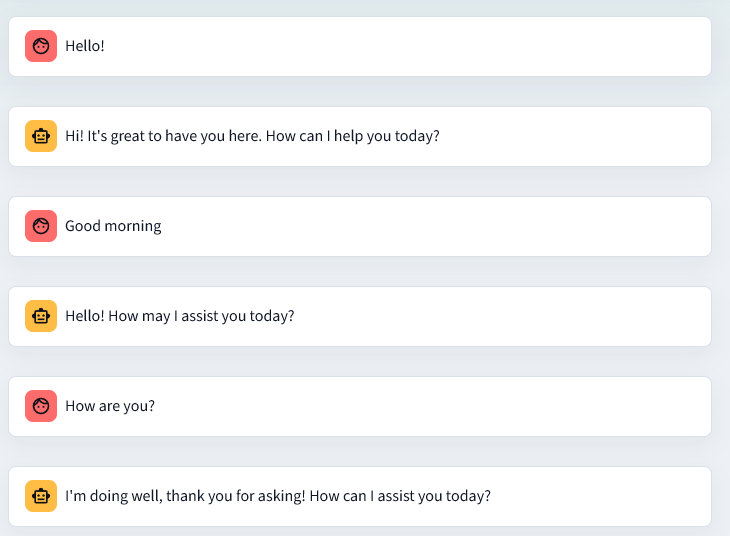 Hello!
Hi! It's great to have you here. How can I help you today?
Good morning
Hello! How may I assist you today?
How are you?
I'm doing well, thank you for asking! How can I assist you today?